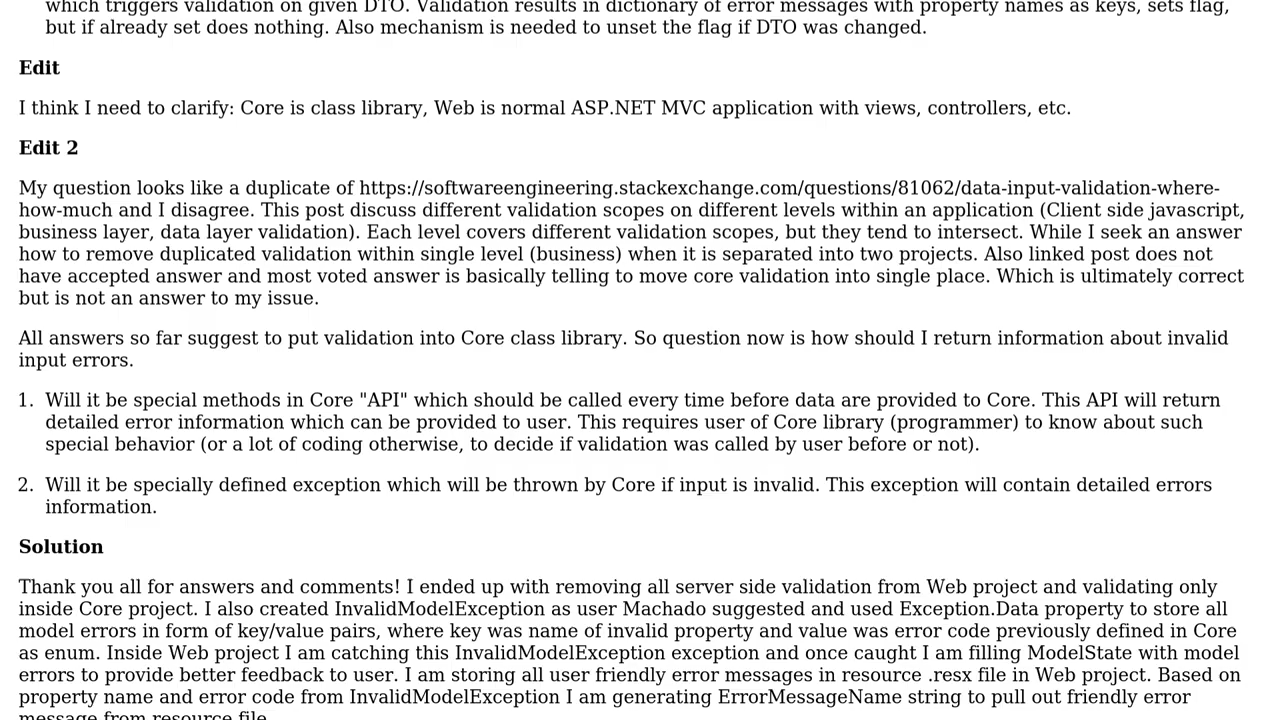 which triggers validation on given DTO. Validation results in dictionary of error messages with property names as keys, sets flag,
but if already set does nothing. Also mechanism is needed to unset the flag if DTO was changed.
Edit
I think I need to clarify: Core is class library, Web is normal ASP.NET MVC application with views, controllers, etc.
Edit 2
My question looks like a duplicate of https://softwareengineering.stackexchange.com/questions/81062/data-input-validation-where-
how-much and I disagree. This post discuss different validation scopes on different levels within an application (Client side javascript,
business layer, data layer validation). Each level covers different validation scopes, but they tend to intersect. While I seek an answer
how to remove duplicated validation within single level (business) when it is separated into two projects. Also linked post does not
have accepted answer and most voted answer is basically telling to move core validation into single place. Which is ultimately correct
but is not an answer to my issue.
All answers so far suggest to put validation into Core class library. So question now is how should I return information about invalid
input errors.
1. Will it be special methods in Core "API" which should be called every time before data are provided to Core. This API will return
detailed error information which can be provided to user. This requires user of Core library (programmer) to know about such
special behavior (or a lot of coding otherwise, to decide if validation was called by user before or not).
2. Will it be specially defined exception which will be thrown by Core if input is invalid. This exception will contain detailed errors
information.
Solution
Thank you all for answers and comments! I ended up with removing all server side validation from Web project and validating only
inside Core project. I also created InvalidModelException as user Machado suggested and used Exception.Data property to store all
model errors in form of key/value pairs, where key was name of invalid property and value was error code previously defined in Core
as enum. Inside Web project I am catching this InvalidModelException exception and once caught I am filling ModelState with model
errors to provide better feedback to user. I am storing all user friendly error messages in resource .resx file in Web project. Based on
property name and error code from InvalidModelException I am generating ErrorMessageName string to pull out friendly error
message from resource file.